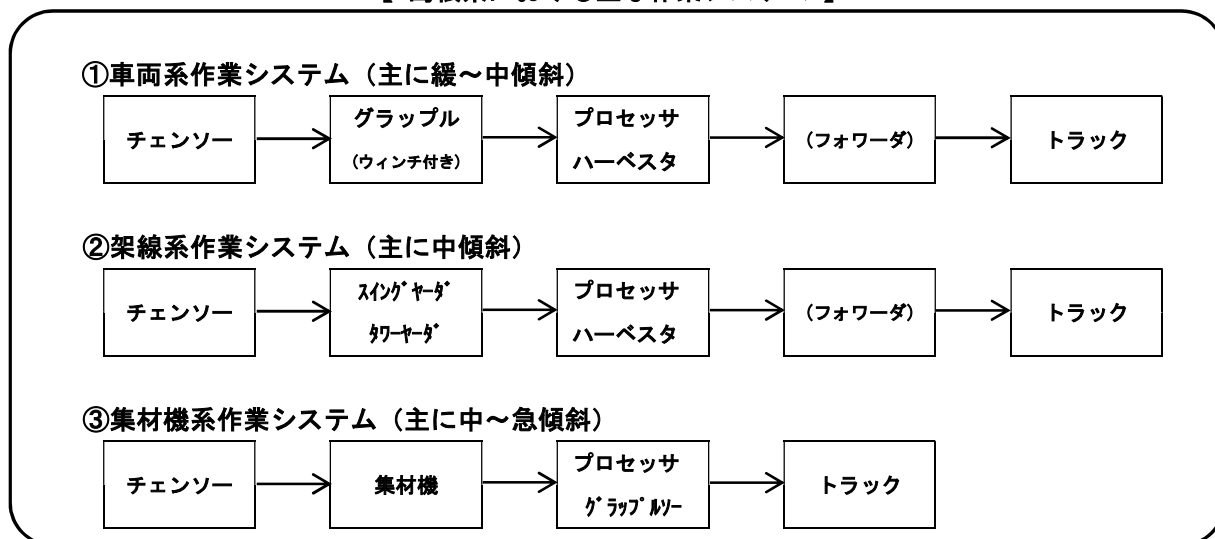 ①車両系作業システム（主に緩～中傾斜）
チェンソー
グラップル
(ウィンチ付き)
プロセッサ
ハーベスタ
(フォワーダ)
トラック
②架線系作業システム（主に中傾斜）
チェンソー
ｽｲﾝｸﾞﾔｰﾀﾞ
ﾀﾜｰﾔｰﾀﾞ
プロセッサ
ハーベスタ
(フォワーダ)
トラック
③集材機系作業システム（主に中～急傾斜）
チェンソー
集材機
プロセッサ
ｸﾞﾗｯﾌﾟﾙｿｰ
トラック